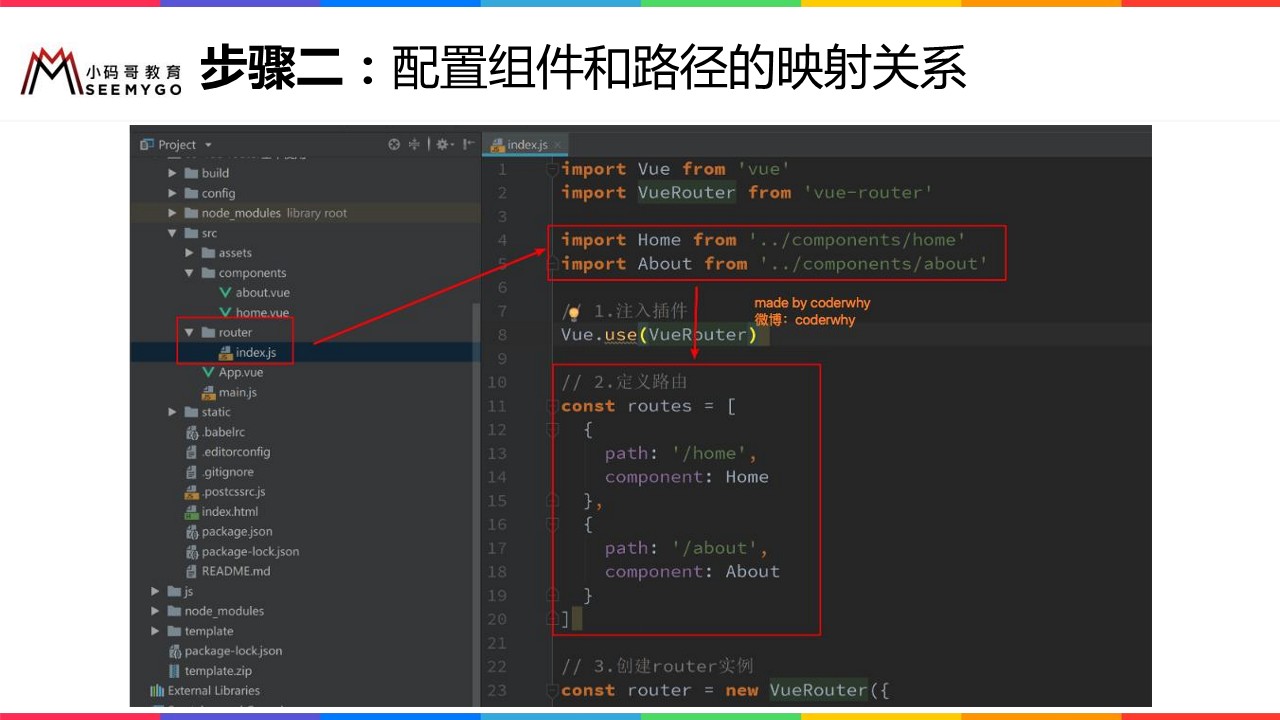 小码哥教育
SEEMYGO
步骤二：配置组件和路径的映射关系
Project
build
config
node_modules library root
src
assets
components
about.vue
home.vue
router
index.js
App.vue
main.js
static
.babelrc
.editorconfig
.gitignore
.postcssrc.js
index.html
package.json
package-lock.json
README.md
js
node_modules
template
package-lock.json
template.zip
External Libraries
index.js
1 import Vue from 'vue'
2 import VueRouter from 'vue-router'
3
4 import Home from '../components/home'
5 import About from '../components/about'
6
7 // 1.注入插件
8 Vue.use(VueRouter)
9
10 // 2.定义路由
11 const routes = [
12 {
13 path: '/home',
14 component: Home
15 },
16 {
17 path: '/about',
18 component: About
19 }
20 ]
21
22 // 3.创建router实例
23 const router = new VueRouter({
made by coderwhy
微博：coderwhy